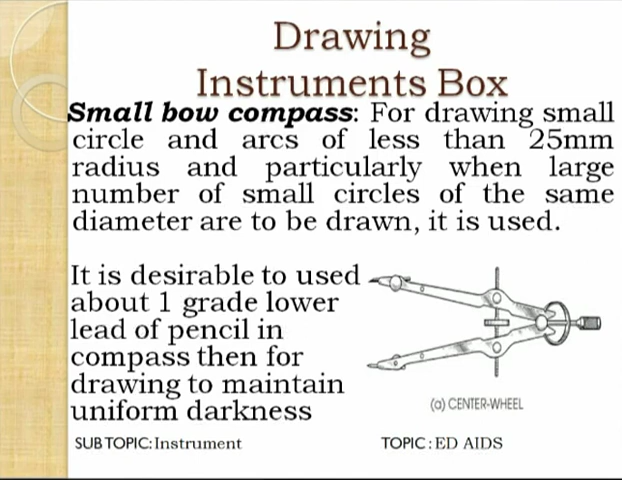 Drawing
Instruments Box
Small bow compass: For drawing small
circle and arcs of less than 25mm
radius and particularly when large
number of small circles of the same
diameter are to be drawn, it is used.
It is desirable to used
about 1 grade lower
lead of pencil in
compass then for
drawing to maintain
uniform darkness
(a) CENTER-WHEEL
SUB TOPIC: Instrument
TOPIC : ED AIDS